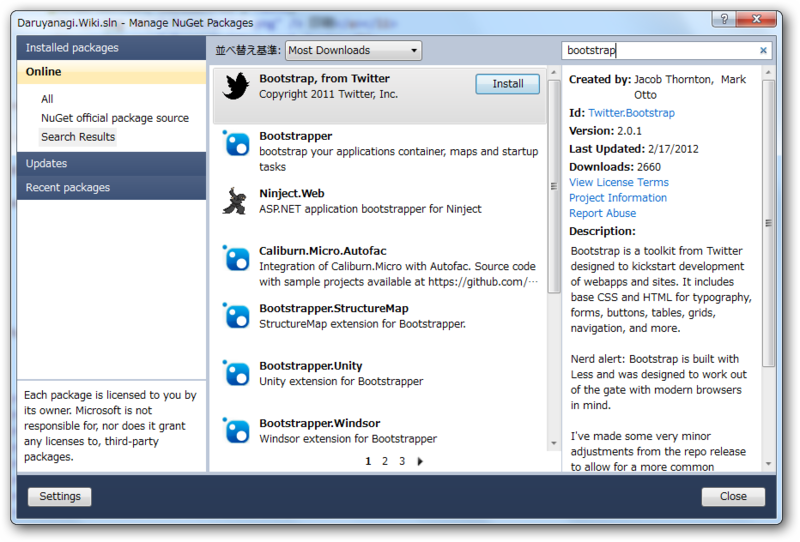 Daruyanagi.Wiki.sln - Manage NuGet Packages
Installed packages
Online
All
NuGet official package source
Search Results
Updates
Recent packages
Each package is licensed to you by
its owner. Microsoft is not
responsible for, nor does it grant
any licenses to, third-party
packages.
並べ替え基準: Most Downloads
bootstrap
Bootstrap, from Twitter
Copyright 2011 Twitter, Inc.
Install
Bootstrapper
bootstrap your applications container, maps and startup
tasks
Ninject.Web
ASP.NET application bootstrapper for Ninject
Caliburn.Micro.Autofac
Integration of Caliburn.Micro with Autofac. Source code
with sample projects available at https://github.com/…
Bootstrapper.StructureMap
StructureMap extension for Bootstrapper.
Bootstrapper.Unity
Unity extension for Bootstrapper
Bootstrapper.Windsor
Windsor extension for Bootstrapper
1 2 3
Created by: Jacob Thornton, Mark
Otto
Id: Twitter.Bootstrap
Version: 2.0.1
Last Updated: 2/17/2012
Downloads: 2660
View License Terms
Project Information
Report Abuse
Description:
Bootstrap is a toolkit from Twitter
designed to kickstart development
of webapps and sites. It includes
base CSS and HTML for typography,
forms, buttons, tables, grids,
navigation, and more.
Nerd alert: Bootstrap is built with
Less and was designed to work out
of the gate with modern browsers
in mind.
I've made some very minor
adjustments from the repo release
to allow for a more common
Settings
Close